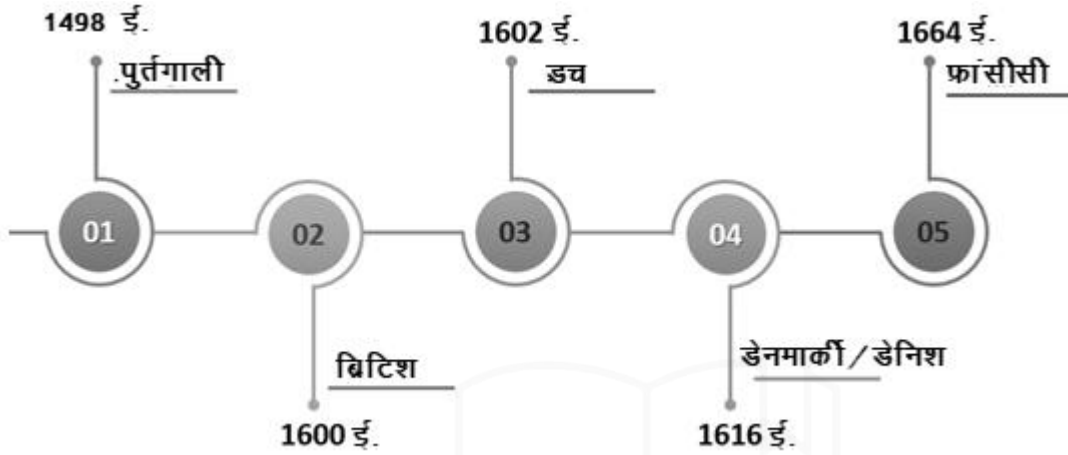 1498 ई.
पुर्तगाली
1602 ई.
डच
1664 ई.
फ्रांसीसी
01
02
03
04
05
ब्रिटिश
1600 ई.
डेनमार्की/डेनिश
1616 ई.